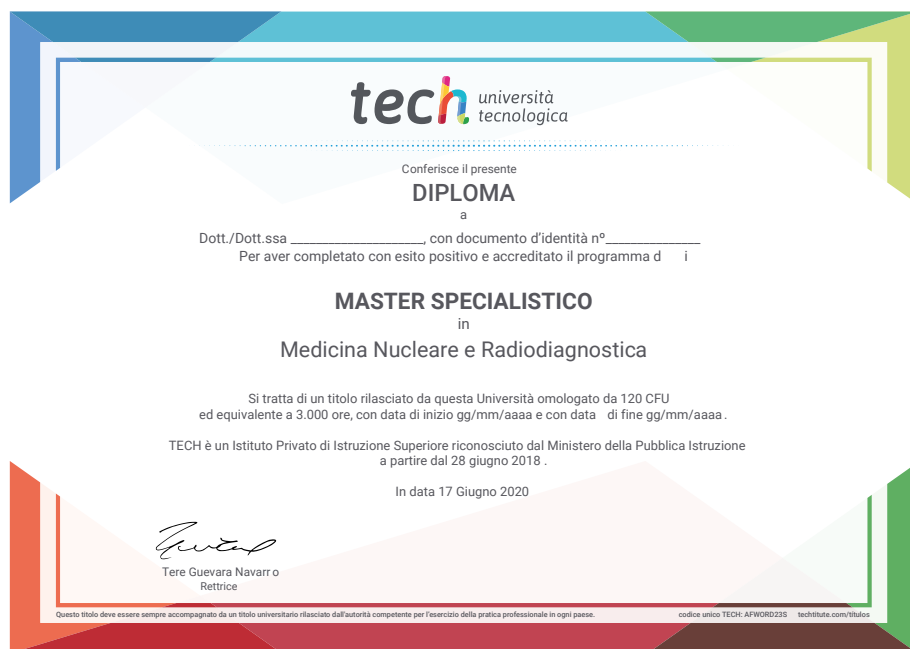 tech università
tecnologica
Conferisce il presente
DIPLOMA
a
Dott./Dott.ssa ____________________, con documento d'identità nº______________
Per aver completato con esito positivo e accreditato il programma d i
MASTER SPECIALISTICO
in
Medicina Nucleare e Radiodiagnostica
Si tratta di un titolo rilasciato da questa Università omologato da 120 CFU
ed equivalente a 3.000 ore, con data di inizio gg/mm/aaaa e con data di fine gg/mm/aaaa .
TECH è un Istituto Privato di Istruzione Superiore riconosciuto dal Ministero della Pubblica Istruzione
a partire dal 28 giugno 2018 .
In data 17 Giugno 2020
Tere Guevara Navarro
Rettrice
Questo titolo deve essere sempre accompagnato da un titolo universitario rilasciato dall'autorità competente per l'esercizio della pratica professionale in ogni paese. codice unico TECH: AFWORD23S techtitute.com/titulos